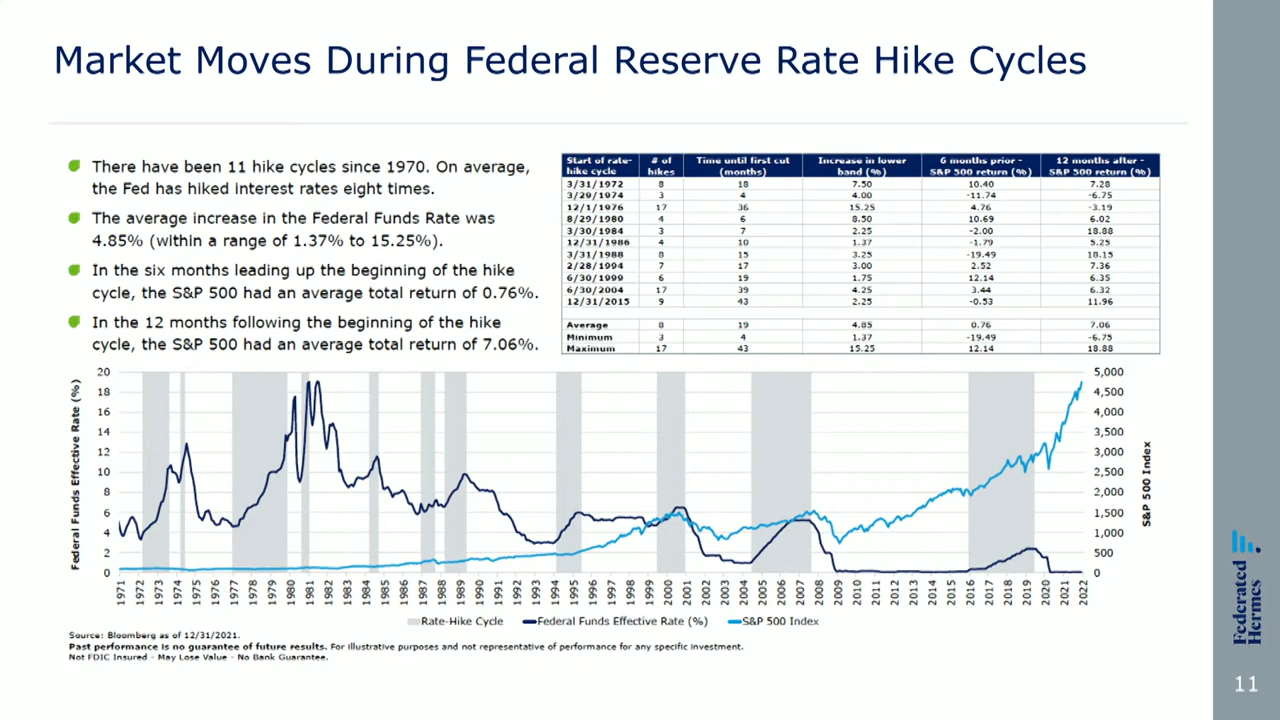 Market Moves During Federal Reserve Rate Hike Cycles
There have been 11 hike cycles since 1970. On average,
the Fed has hiked interest rates eight times.
The average increase in the Federal Funds Rate was
4.85% (within a range of 1.37% to 15.25%).
In the six months leading up the beginning of the hike
cycle, the S&P 500 had an average total return of 0.76%.
In the 12 months following the beginning of the hike
cycle, the S&P 500 had an average total return of 7.06%.
Start of rate- # of Time until first cut Increase in lower 6 months prior - 12 months after -
hike cycle hikes (months) band (%) S&P 500 return (%) S&P 500 return (%)
3/31/1972 8 18 7.50 10.40 7.28
3/29/1974 3 4 4.00 -11.74 -6.75
12/1/1976 17 36 15.25 4.76 -3.19
8/29/1980 4 6 8.50 10.69 6.02
3/30/1984 3 7 2.25 -2.00 18.88
12/31/1986 4 10 1.37 -1.79 5.25
3/31/1988 8 15 3.25 -19.49 18.15
2/28/1994 7 17 3.00 2.52 7.36
6/30/1999 6 19 1.75 12.14 6.35
6/30/2004 17 39 4.25 3.44 6.32
12/31/2015 9 43 2.25 -0.53 11.96
Average 8 19 4.85 0.76 7.06
Minimum 3 4 1.37 -19.49 -6.75
Maximum 17 43 15.25 12.14 18.88
Federal Funds Effective Rate (%)
20
18
16
14
12
10
8
6
4
2
0
5,000
4,500
4,000
3,500
3,000
2,500
2,000
1,500
1,000
500
0
S&P 500 Index
1971 1972 1973 1974 1975 1976 1977 1978 1979 1980 1981 1982 1983 1984 1985 1986 1987 1988 1989 1990 1991 1992 1993 1994 1995 1996 1997 1998 1999 2000 2001 2002 2003 2004 2005 2006 2007 2008 2009 2010 2011 2012 2013 2014 2015 2016 2017 2018 2019 2020 2021 2022
Rate-Hike Cycle Federal Funds Effective Rate (%) S&P 500 Index
Source: Bloomberg as of 12/31/2021.
Past performance is no guarantee of future results. For illustrative purposes and not representative of performance for any specific investment.
Not FDIC Insured - May Lose Value - No Bank Guarantee.
Federated
Hermes
11